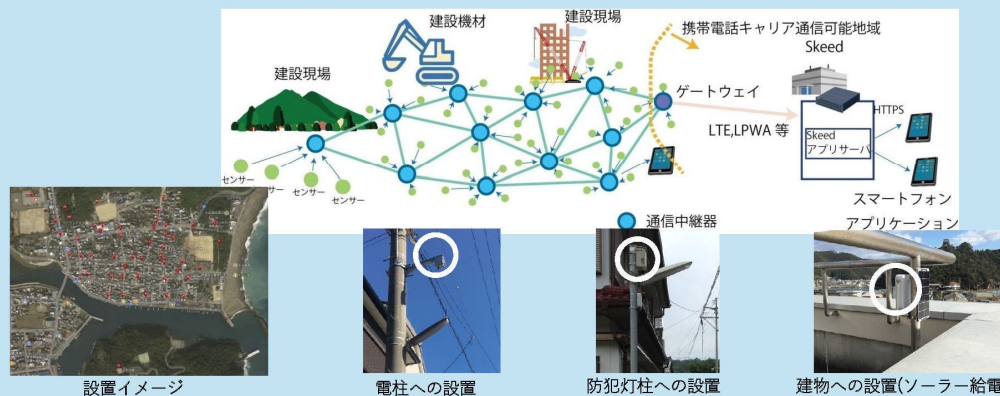 建設機材
建設現場
携帯電話キャリア通信可能地域
Skeed
建設現場
ゲートウェイ
HTTPS
LTE,LPWA 等
Skeed
アプリサーバ
センサー
サー
センサー
センサー
スマートフォン
アプリケーション
通信中継器
設置イメージ
電柱への設置
防犯灯柱への設置
建物への設置(ソーラー給電